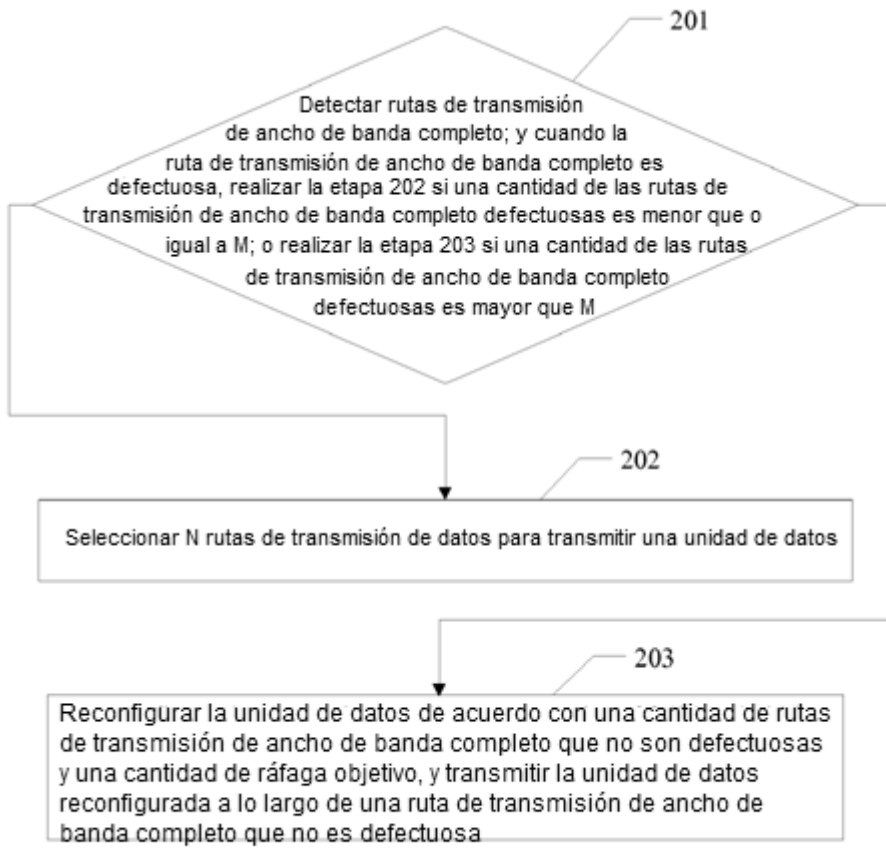 201
Detectar rutas de transmisión
de ancho de banda completo; y cuando la
ruta de transmisión de ancho de banda completo es
defectuosa, realizar la etapa 202 si una cantidad de las rutas de
transmisión de ancho de banda completo defectuosas es menor que o
igual a M; o realizar la etapa 203 si una cantidad de las rutas
de transmisión de ancho de banda completo
defectuosas es mayor que M
202
Seleccionar N rutas de transmisión de datos para transmitir una unidad de datos
203
Reconfigurar la unidad de datos de acuerdo con una cantidad de rutas
de transmisión de ancho de banda completo que no son defectuosas
y una cantidad de ráfaga objetivo, y transmitir la unidad de datos
reconfigurada a lo largo de una ruta de transmisión de ancho de
banda completo que no es defectuosa